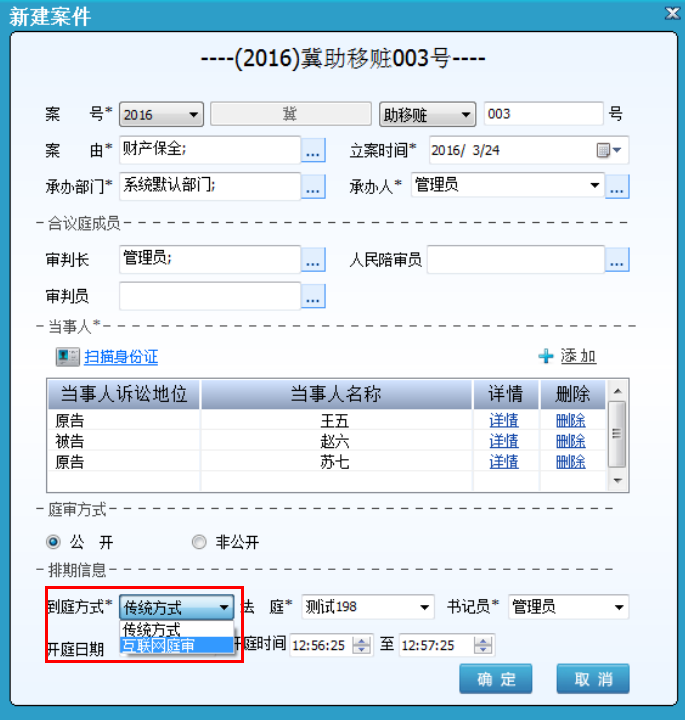 新建案件
----(2016)冀助移赃003号----
案 号* 2016 冀 助移赃 003 号
案 由* 财产保全; ... 立案时间* 2016/ 3/24
承办部门* 系统默认部门; ... 承办人* 管理员 ...
合议庭成员
审判长 管理员; ... 人民陪审员 ...
审判员 ...
当事人*
扫描身份证 添加
当事人诉讼地位 当事人名称 详情 删除
原告 王五 详情 删除
被告 赵六 详情 删除
原告 苏七 详情 删除
庭审方式
公 开 非公开
排期信息
到庭方式* 传统方式 法 庭* 测试198 书记员* 管理员
传统方式
互联网庭审
开庭日期 开庭时间 12:56:25 至 12:57:25
确 定 取 消